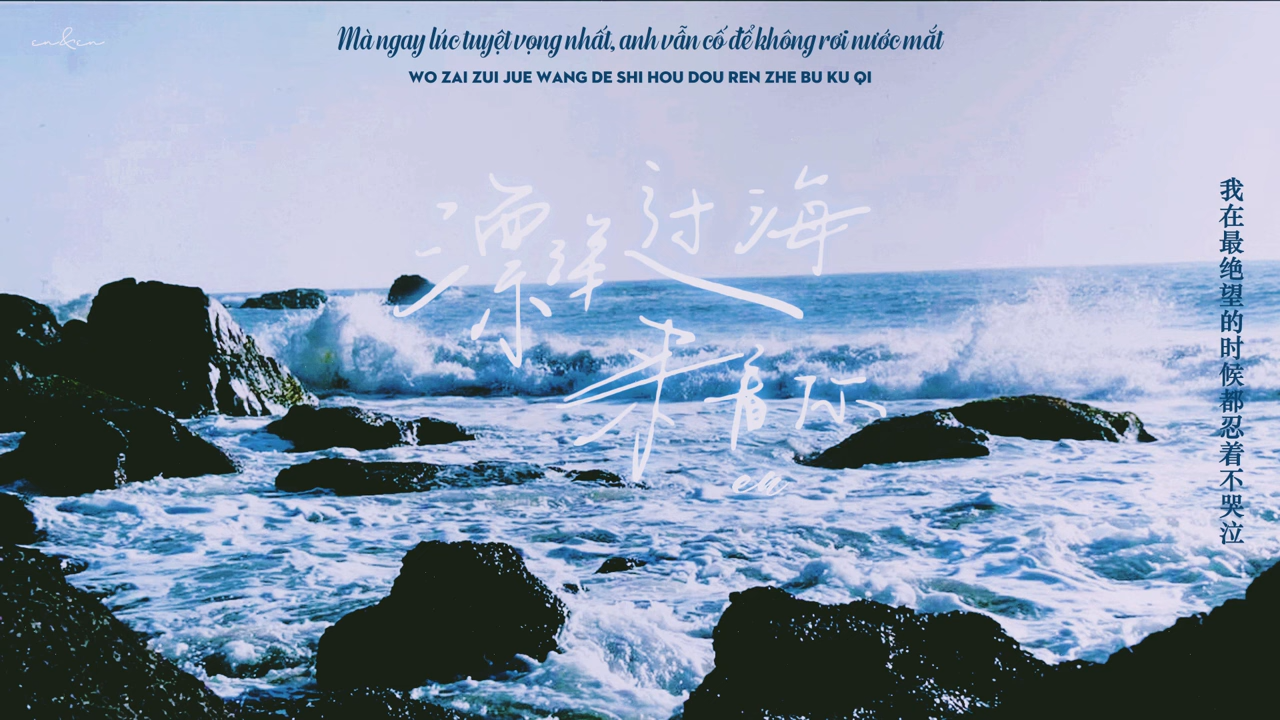 Mà ngay lúc tuyệt vọng nhất, anh vẫn cố để không rơi nước mắt
WO ZAI ZUI JUE WANG DE SHI HOU DOU REN ZHE BU KU QI
漂洋过海
来看你
我在最绝望的时候都忍着不哭泣